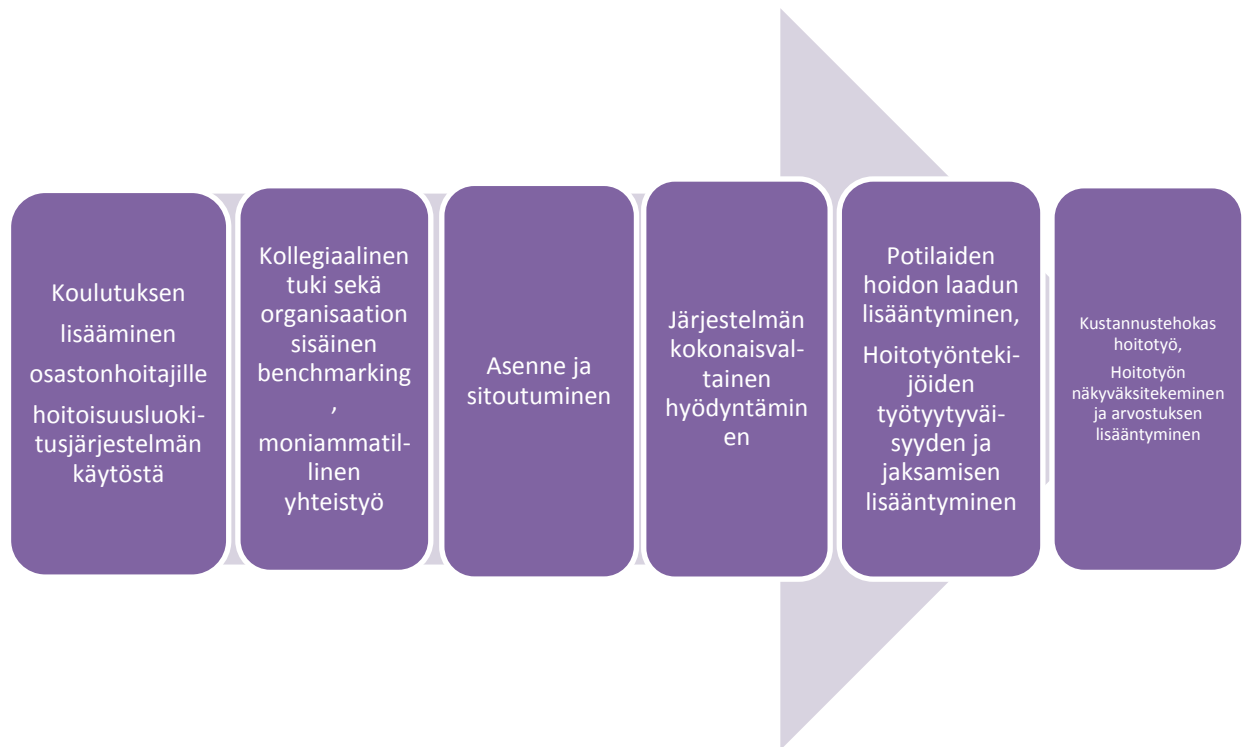 Koulutuksen
lisääminen
osastonhoitajille
hoitoisuusluoki-
tusjärjestelmän
käytöstä
Kollegiaalinen
tuki sekä
organisaation
sisäinen
benchmarking
,
moniammatil-
linen
yhteistyö
Asenne ja
sitoutuminen
Järjestelmän
kokonaisval-
tainen
hyödyntämin
en
Potilaiden
hoidon laadun
lisääntyminen,
Hoitotyönteki-
jöiden
työtyytyväi-
syyden ja
jaksamisen
lisääntyminen
Kustannustehokas
hoitotyö,
Hoitotyön
näkyväksitekeminen
ja arvostuksen
lisääntyminen